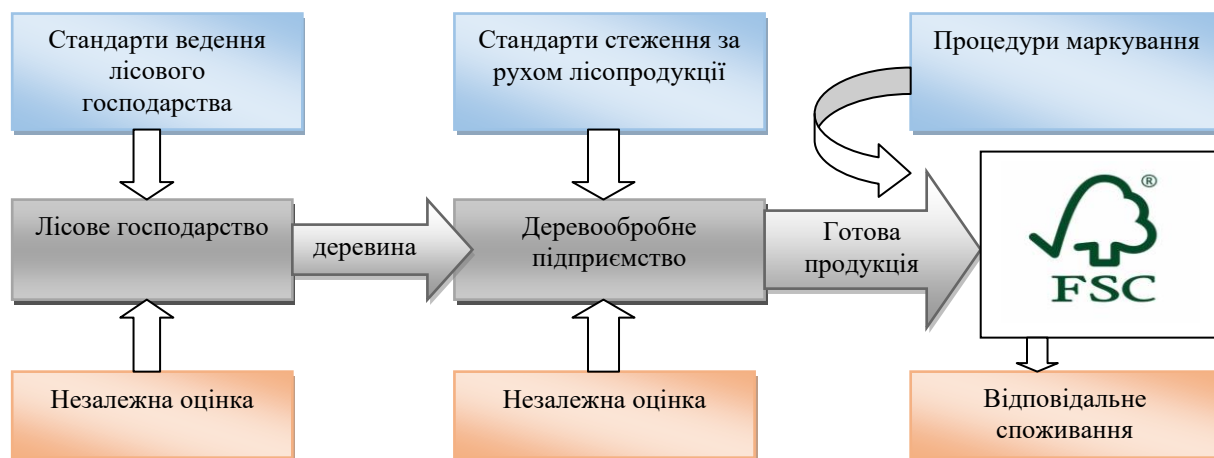 Стандарти ведення
лісового
господарства
Стандарти стеження за
рухом лісопродукції
Процедури маркування
Лісове господарство
деревина
Деревообробне
підприємство
Готова
продукція
®
FSC
Незалежна оцінка
Незалежна оцінка
Відповідальне
споживання